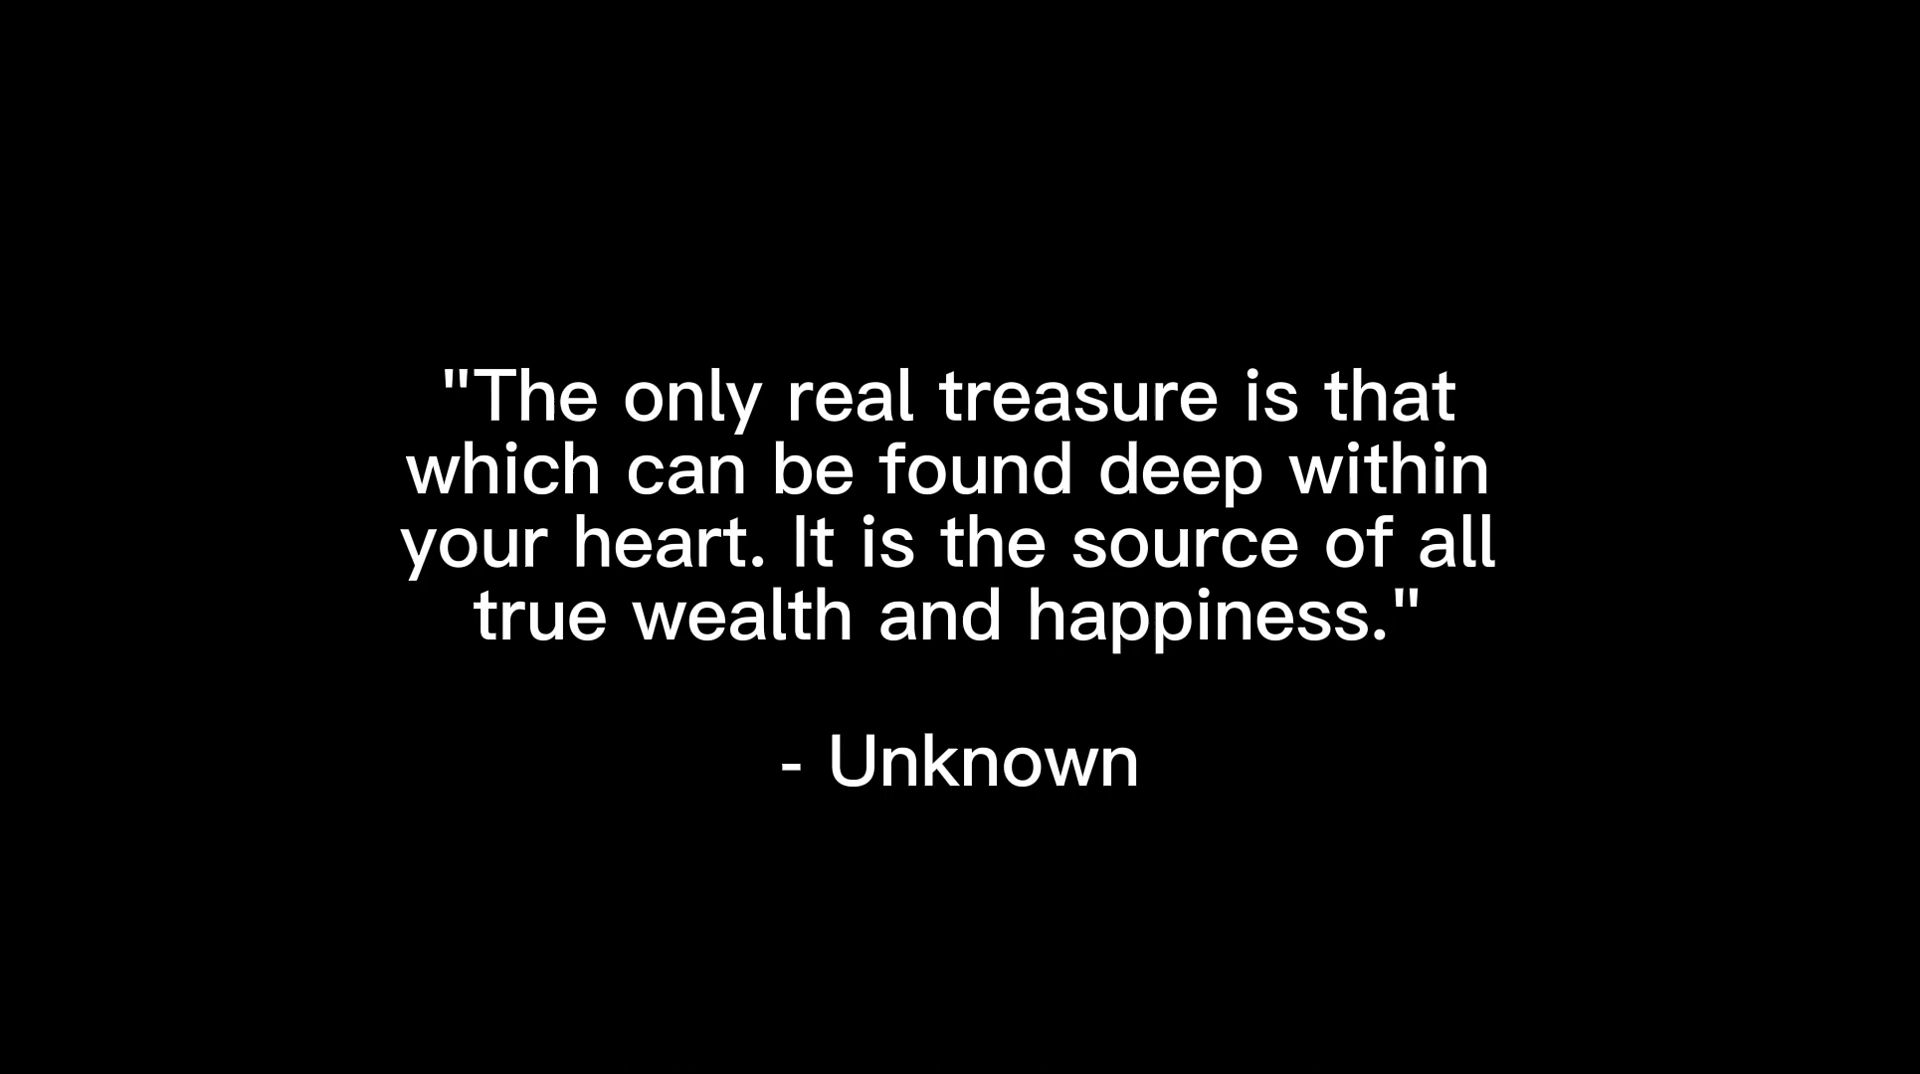 "The only real treasure is that
which can be found deep within
your heart. It is the source of all
true wealth and happiness."
- Unknown